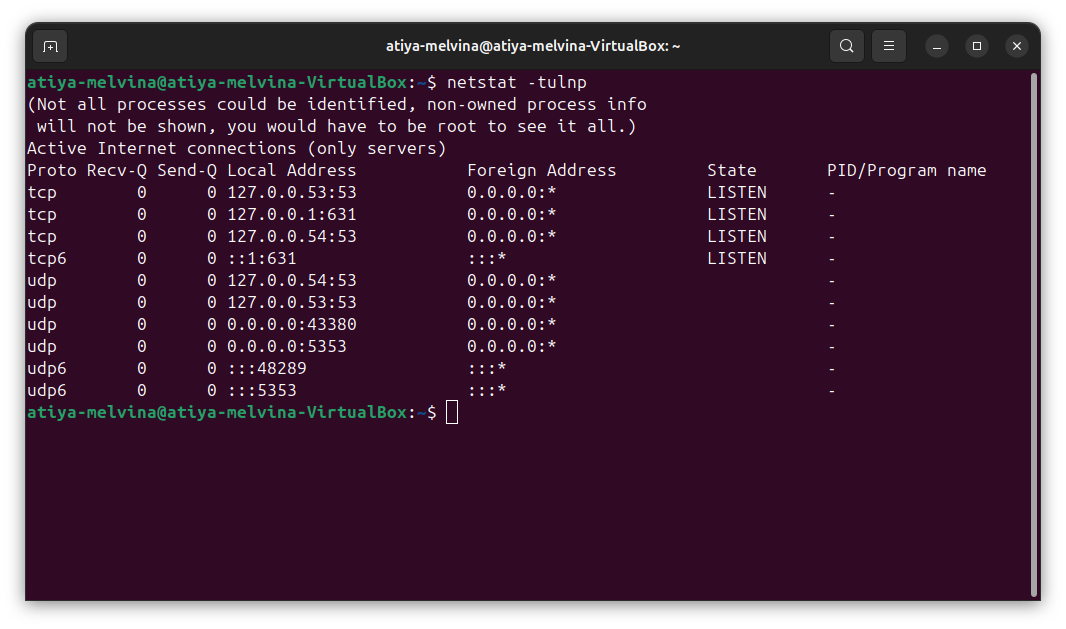 atiya-melvina@atiya-melvina-VirtualBox: ~
atiya-melvina@atiya-melvina-VirtualBox:~$ netstat -tulnp
(Not all processes could be identified, non-owned process info
 will not be shown, you would have to be root to see it all.)
Active Internet connections (only servers)
Proto Recv-Q Send-Q Local Address           Foreign Address         State       PID/Program name
tcp        0      0 127.0.0.53:53           0.0.0.0:*               LISTEN      -
tcp        0      0 127.0.0.1:631           0.0.0.0:*               LISTEN      -
tcp        0      0 127.0.0.54:53           0.0.0.0:*               LISTEN      -
tcp6       0      0 ::1:631                 :::*                    LISTEN      -
udp        0      0 127.0.0.54:53           0.0.0.0:*                           -
udp        0      0 127.0.0.53:53           0.0.0.0:*                           -
udp        0      0 0.0.0.0:43380           0.0.0.0:*                           -
udp        0      0 0.0.0.0:5353            0.0.0.0:*                           -
udp6       0      0 :::48289                :::*                                -
udp6       0      0 :::5353                 :::*                                -
atiya-melvina@atiya-melvina-VirtualBox:~$